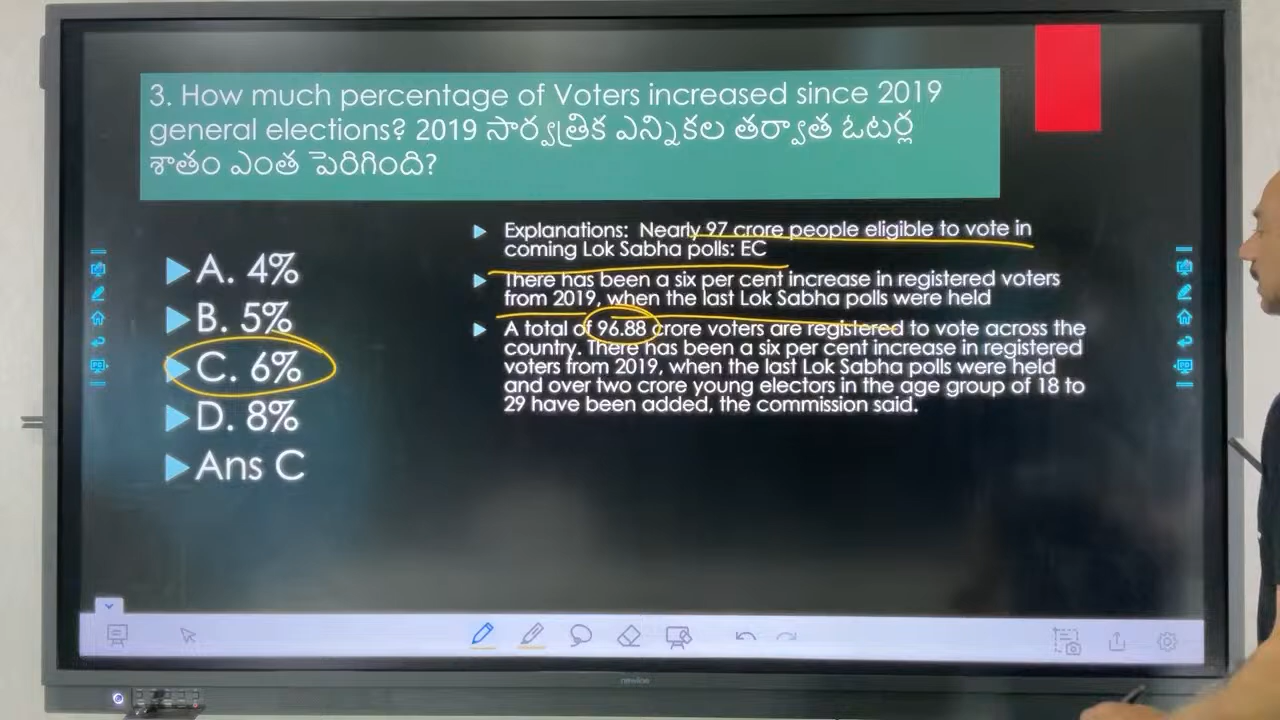 3. How much percentage of Voters increased since 2019
general elections? 2019 సార్వత్రిక ఎన్నికల తర్వాత ఓటర్ల
శాతం ఎంత పెరిగింది?
A. 4%
B. 5%
C. 6%
D. 8%
Ans C
Explanations: Nearly 97 crore people eligible to vote in
coming Lok Sabha polls: EC
There has been a six per cent increase in registered voters
from 2019, when the last Lok Sabha polls were held
A total of 96.88 crore voters are registered to vote across the
country. There has been a six per cent increase in registered
voters from 2019, when the last Lok Sabha polls were held
and over two crore young electors in the age group of 18 to
29 have been added, the commission said.
newline